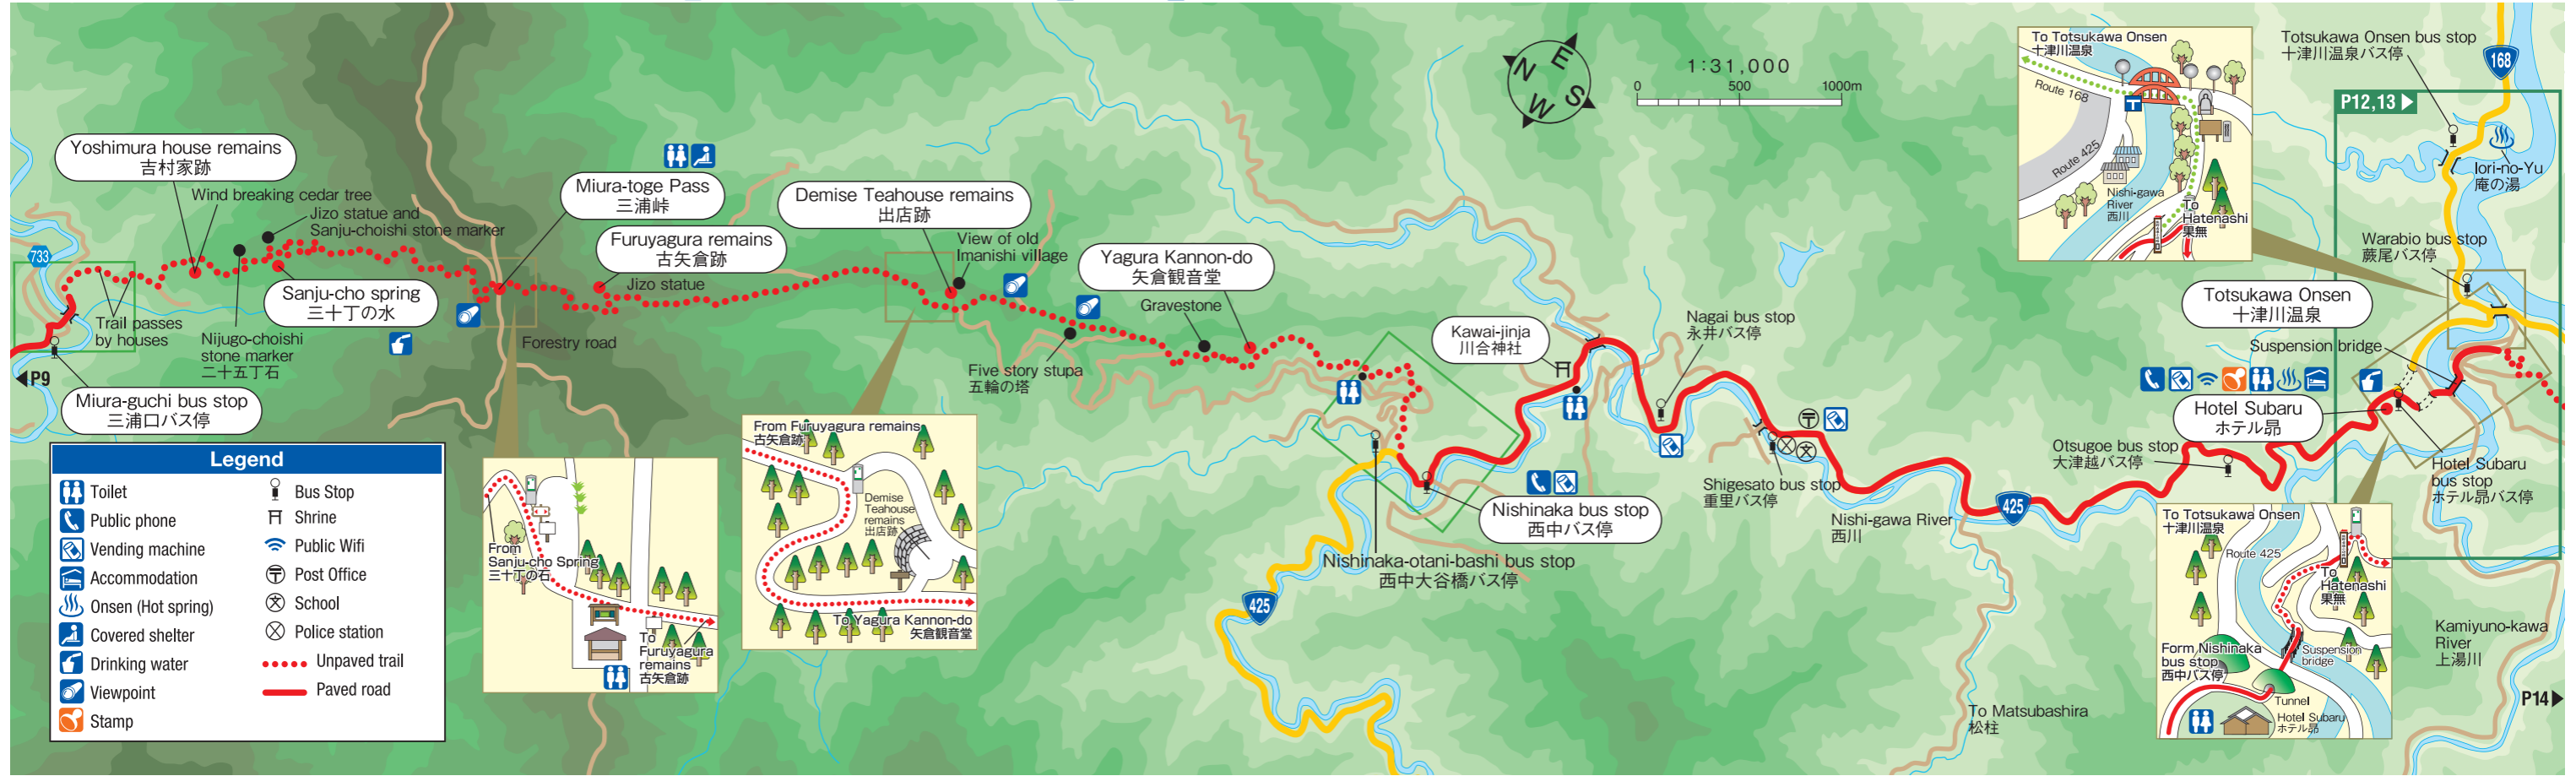 Yoshimura house remains
吉村家跡
Wind breaking cedar tree
Jizo statue and
Sanju-choishi stone marker
733
Sanju-cho spring
三十丁の水
Trail passes
by houses
Nijugo-choishi
stone marker
二十五丁石
◀P9
Miura-guchi bus stop
三浦口バス停
Miura-toge Pass
三浦峠
Furuyagura remains
古矢倉跡
Jizo statue
Forestry road
Demise Teahouse remains
出店跡
View of old
Imanishi village
Yagura Kannon-do
矢倉観音堂
Gravestone
Five story stupa
五輪の塔
N
E
S
W
1:31,000
0
500
1000m
Kawai-jinja
川合神社
Nagai bus stop
永井バス停
Nishinaka bus stop
西中バス停
Nishinaka-otani-bashi bus stop
西中大谷橋バス停
425
Shigesato bus stop
重里バス停
Nishi-gawa River
西川
425
Otsugoe bus stop
大津越バス停
To Matsubashira
松柱
Totsukawa Onsen bus stop
十津川温泉バス停
168
P12,13 ▶
Iori-no-Yu
庵の湯
Warabio bus stop
蕨尾バス停
Totsukawa Onsen
十津川温泉
Suspension bridge
Hotel Subaru
ホテル昴
Hotel Subaru
bus stop
ホテル昴バス停
Kamiyuno-kawa
River
上湯川
P14▶
To Totsukawa Onsen
十津川温泉
Route 168
Route 425
Nishi-gawa
River
西川
To
Hatenashi
果無
To Totsukawa Onsen
十津川温泉
Route 425
To
Hatenashi
果無
Form Nishinaka
bus stop
西中バス停
Suspension
bridge
Tunnel
Hotel Subaru
ホテル昴
From
Sanju-cho Spring
三十丁の石
To
Furuyagura
remains
古矢倉跡
From Furuyagura remains
古矢倉跡
Demise
Teahouse
remains
出店跡
To Yagura Kannon-do
矢倉観音堂
Legend
Toilet
Public phone
Vending machine
Accommodation
Onsen (Hot spring)
Covered shelter
Drinking water
Viewpoint
Stamp
Bus Stop
Shrine
Public Wifi
Post Office
School
Police station
Unpaved trail
Paved road